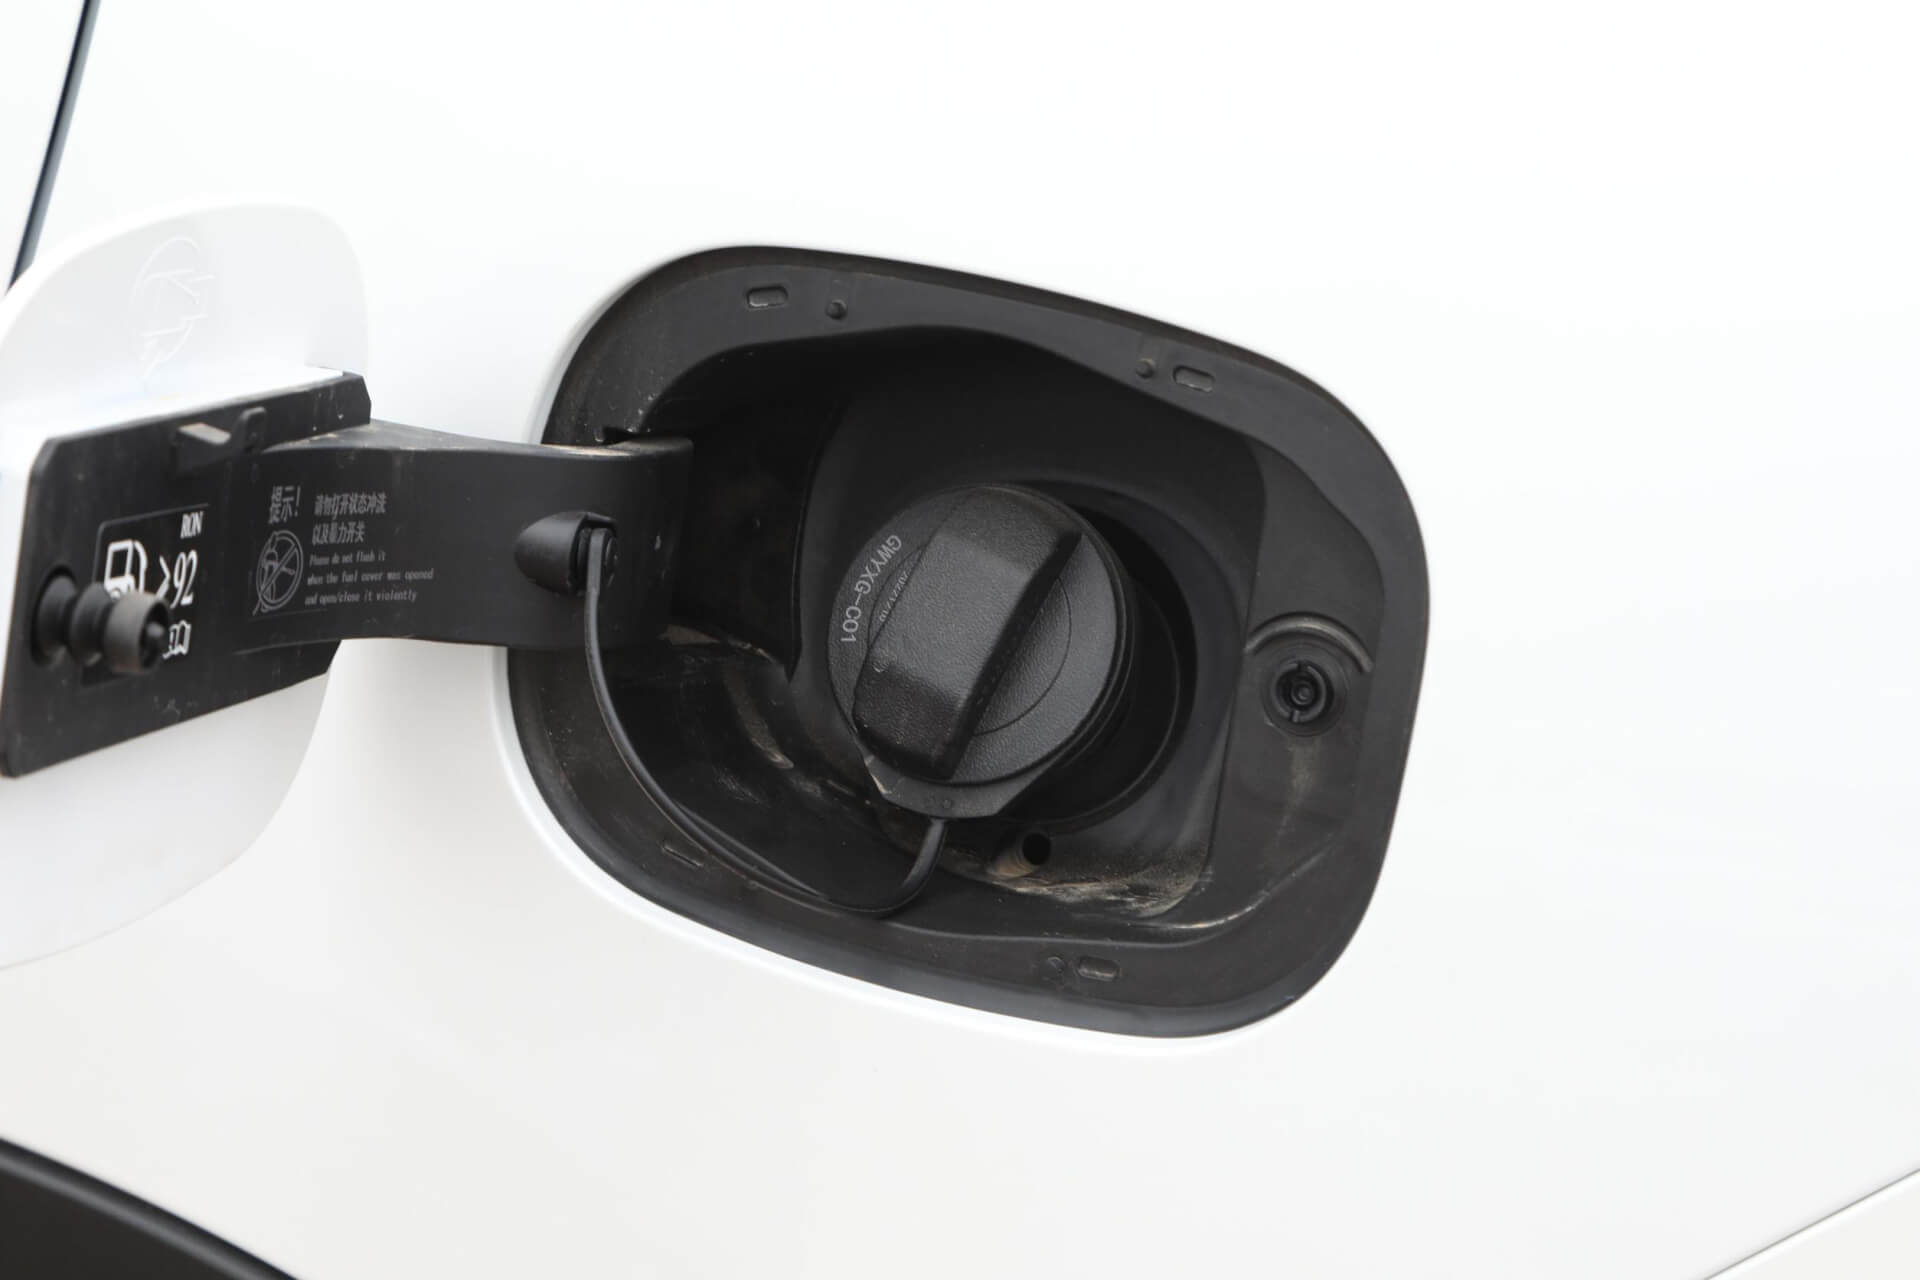 RON
≥92
提示！
请勿打开状态冲洗
以及暴力开关
Please do not flush it
when the fuel cover was opened
and open/close it violently
GWYXG-C01